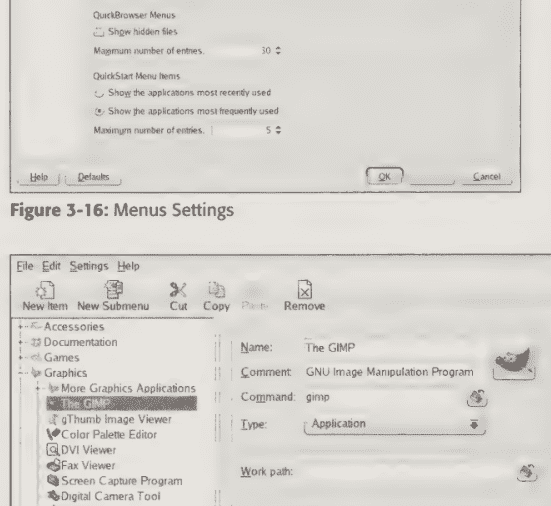 QuickBrowser Menus
Show hidden files
Maximum number of entries. 30
QuickStart Menu Items
Show the applications most recently used
Show the applications most frequently used
Maximum number of entries. 5
Help Defaults OK Cancel
Figure 3-16: Menus Settings
File Edit Settings Help
New Item New Submenu Cut Copy Paste Remove
Accessories
Documentation
Games
Graphics
More Graphics Applications
The GIMP
gThumb Image Viewer
Color Palette Editor
DVI Viewer
Fax Viewer
Screen Capture Program
Digital Camera Tool
Name: The GIMP
Comment: GNU Image Manipulation Program
Command: gimp
Type: Application
Work path: